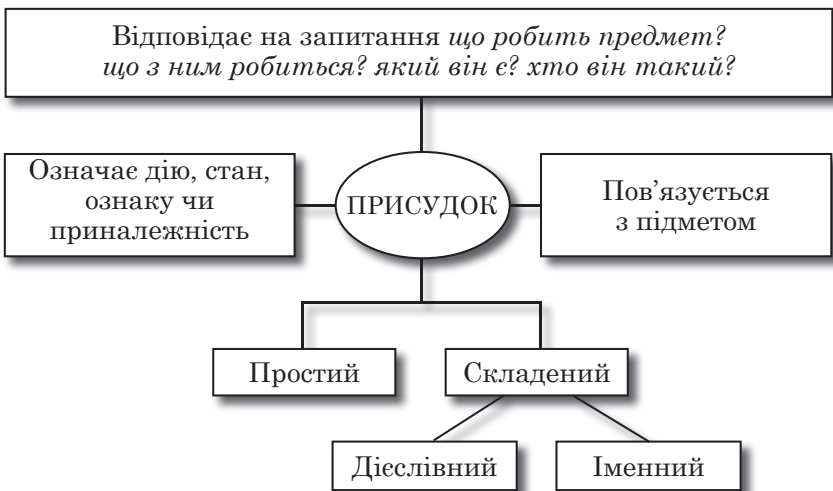 Відповідає на запитання що робить предмет?
що з ним робиться? який він є? хто він такий?
Означає дію, стан,
ознаку чи
приналежність
ПРИСУДОК
Пов’язується
з підметом
Простий
Складений
Дієслівний
Іменний